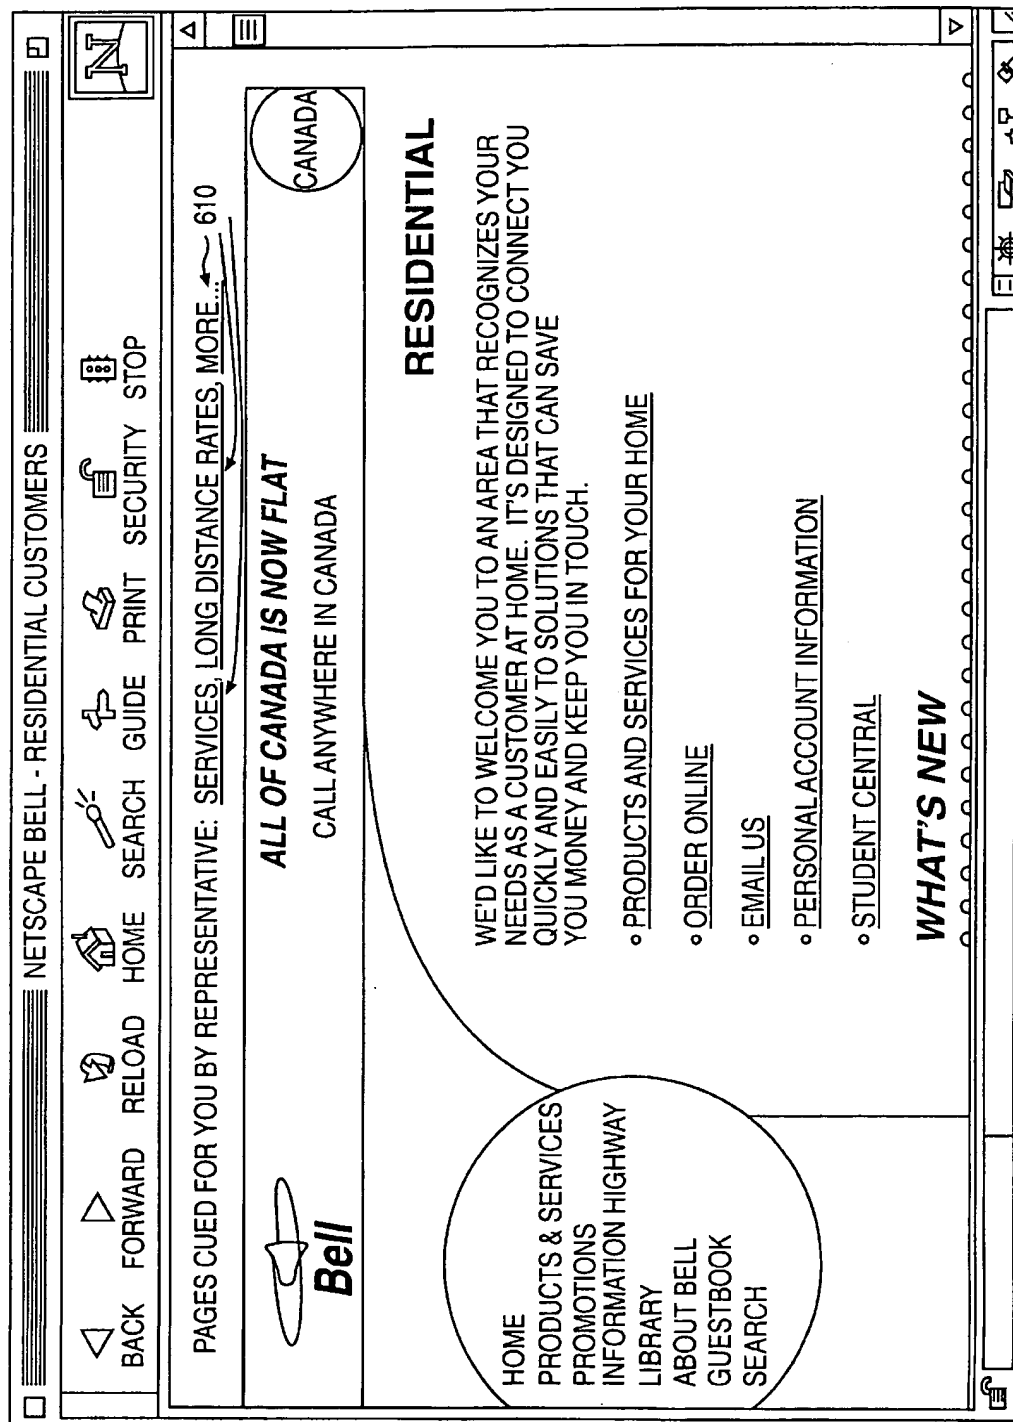 NETSCAPE BELL - RESIDENTIAL CUSTOMERS
BACK FORWARD RELOAD HOME SEARCH GUIDE PRINT SECURITY STOP
N
PAGES CUED FOR YOU BY REPRESENTATIVE: SERVICES, LONG DISTANCE RATES, MORE... 610
Bell
ALL OF CANADA IS NOW FLAT
CALL ANYWHERE IN CANADA
CANADA
RESIDENTIAL
HOME
PRODUCTS & SERVICES
PROMOTIONS
INFORMATION HIGHWAY
LIBRARY
ABOUT BELL
GUESTBOOK
SEARCH
WE'D LIKE TO WELCOME YOU TO AN AREA THAT RECOGNIZES YOUR
NEEDS AS A CUSTOMER AT HOME. IT'S DESIGNED TO CONNECT YOU
QUICKLY AND EASILY TO SOLUTIONS THAT CAN SAVE
YOU MONEY AND KEEP YOU IN TOUCH.
° PRODUCTS AND SERVICES FOR YOUR HOME
° ORDER ONLINE
° EMAIL US
° PERSONAL ACCOUNT INFORMATION
° STUDENT CENTRAL
WHAT'S NEW